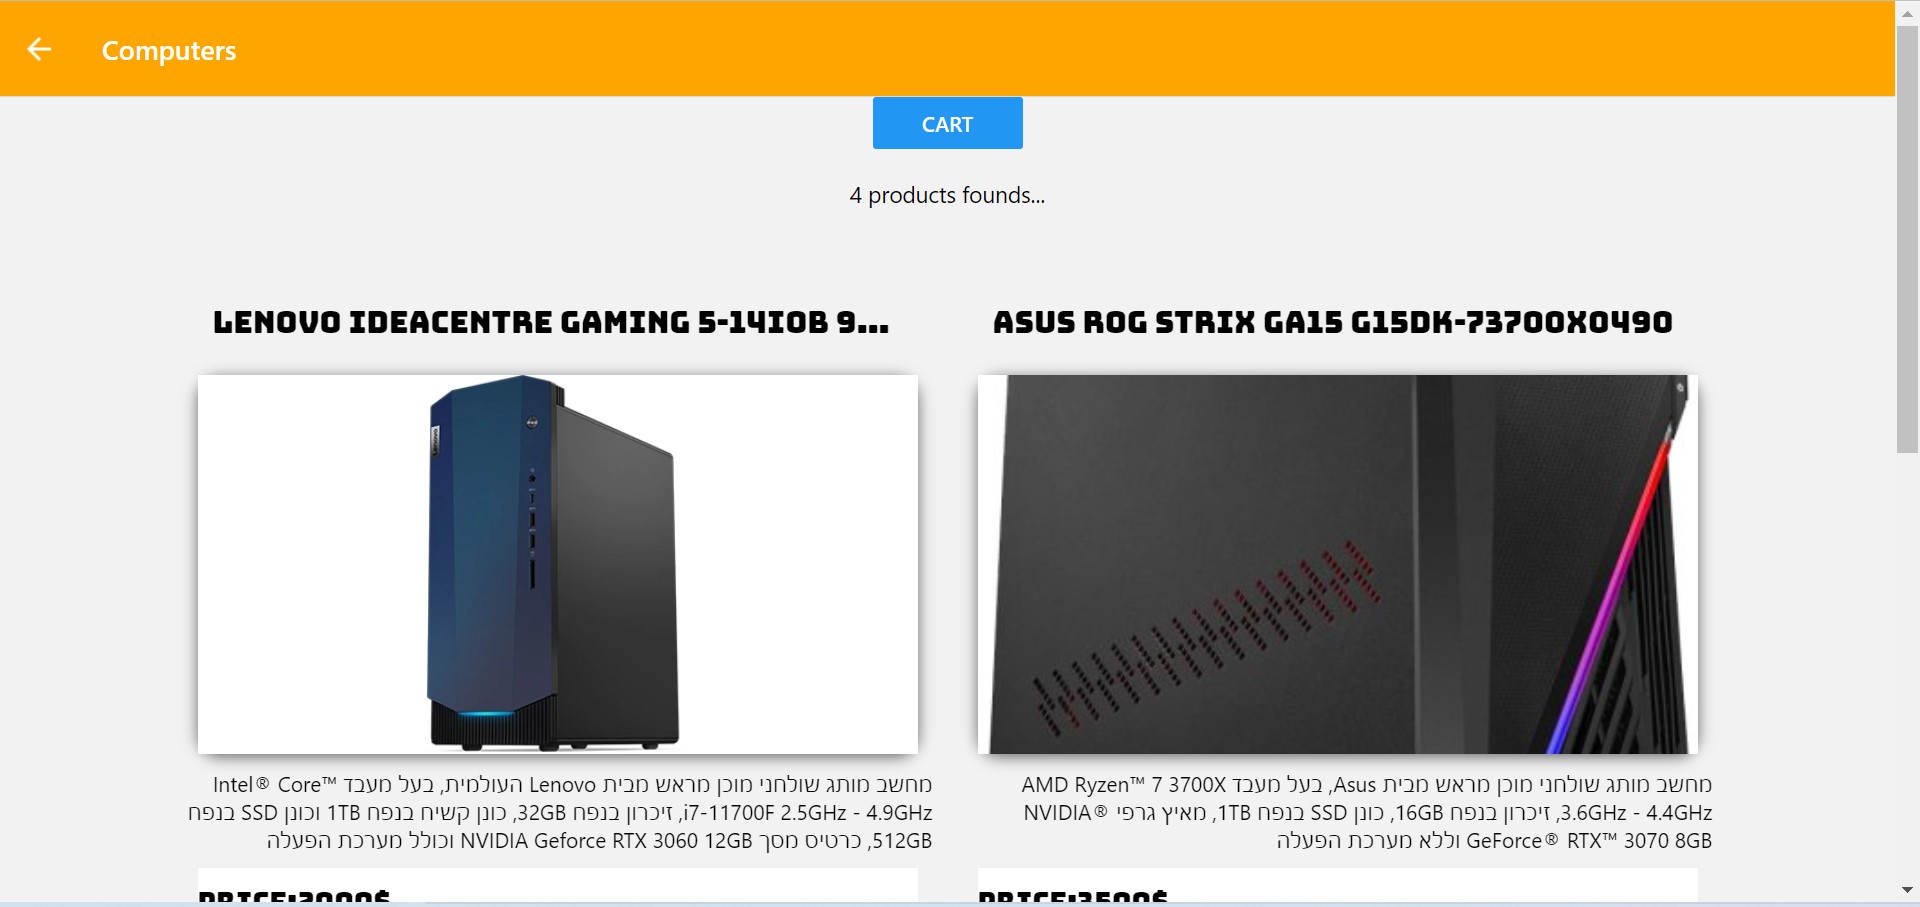 Computers
CART
4 products founds...
LENOVO IDEACENTRE GAMING 5-14IOB 9...
מחשב מותג שולחני מוכן מראש מבית Lenovo העולמית, בעל מעבד Intel® Core™
i7-11700F 2.5GHz - 4.9GHz, זיכרון בנפח 32GB, כונן קשיח בנפח 1TB וכונן SSD בנפח
512GB, כרטיס מסך NVIDIA Geforce RTX 3060 12GB וכולל מערכת הפעלה
ASUS ROG STRIX GA15 G15DK-73700X0490
מחשב מותג שולחני מוכן מראש מבית Asus, בעל מעבד AMD Ryzen™ 7 3700X
3.6GHz - 4.4GHz, זיכרון בנפח 16GB, כונן SSD בנפח 1TB, מאיץ גרפי NVIDIA®
GeForce® RTX™ 3070 8GB וללא מערכת הפעלה
PRICE:3500$